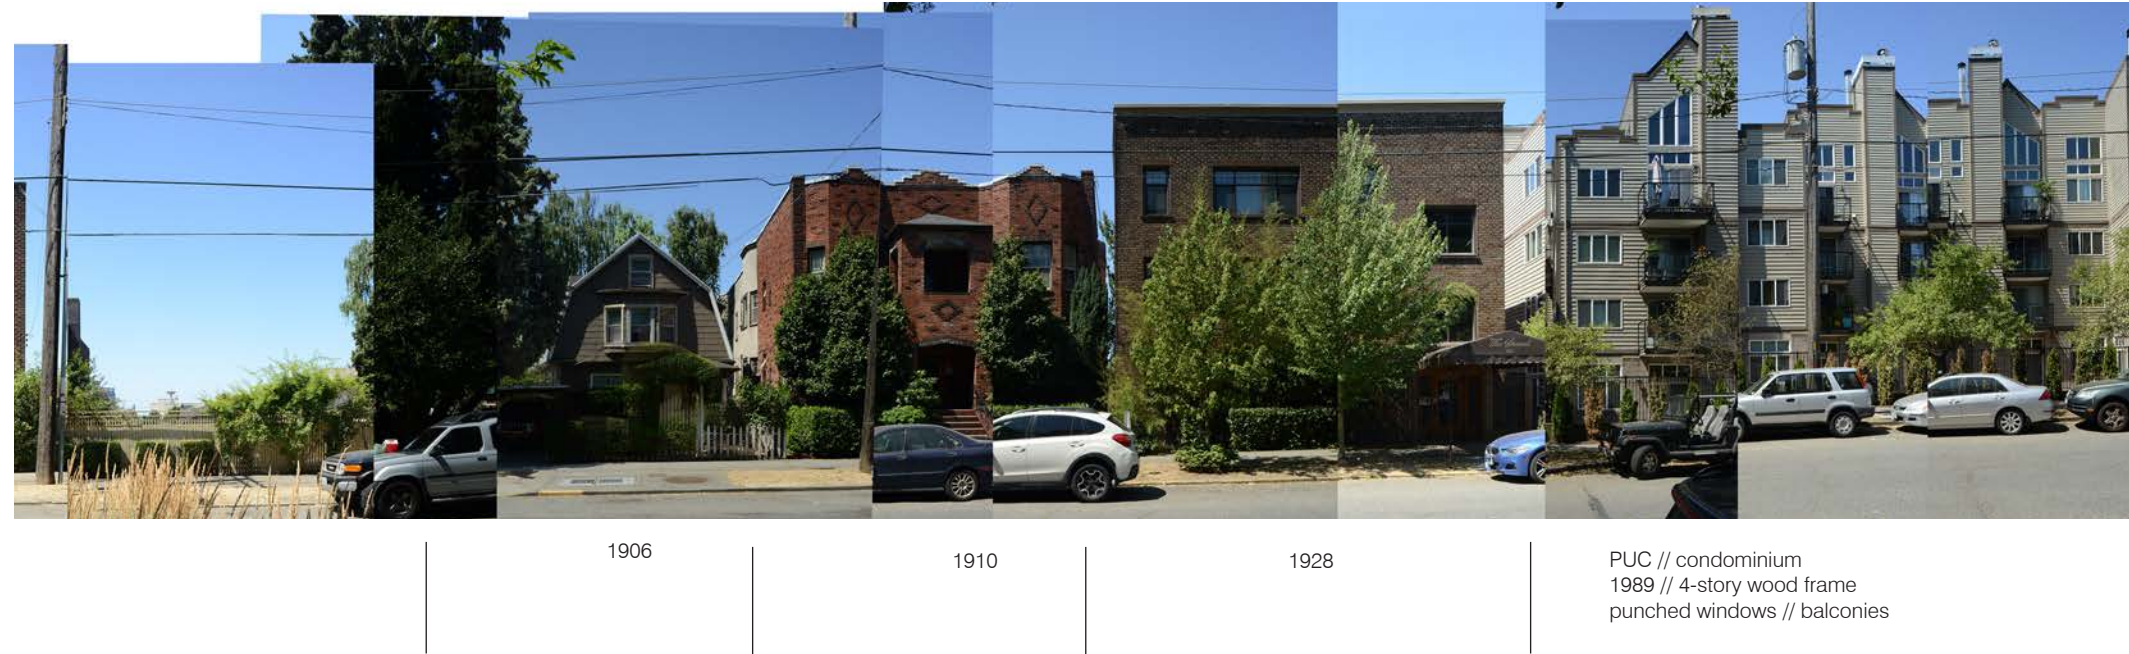 1906
1910
1928
PUC // condominium
1989 // 4-story wood frame
punched windows // balconies